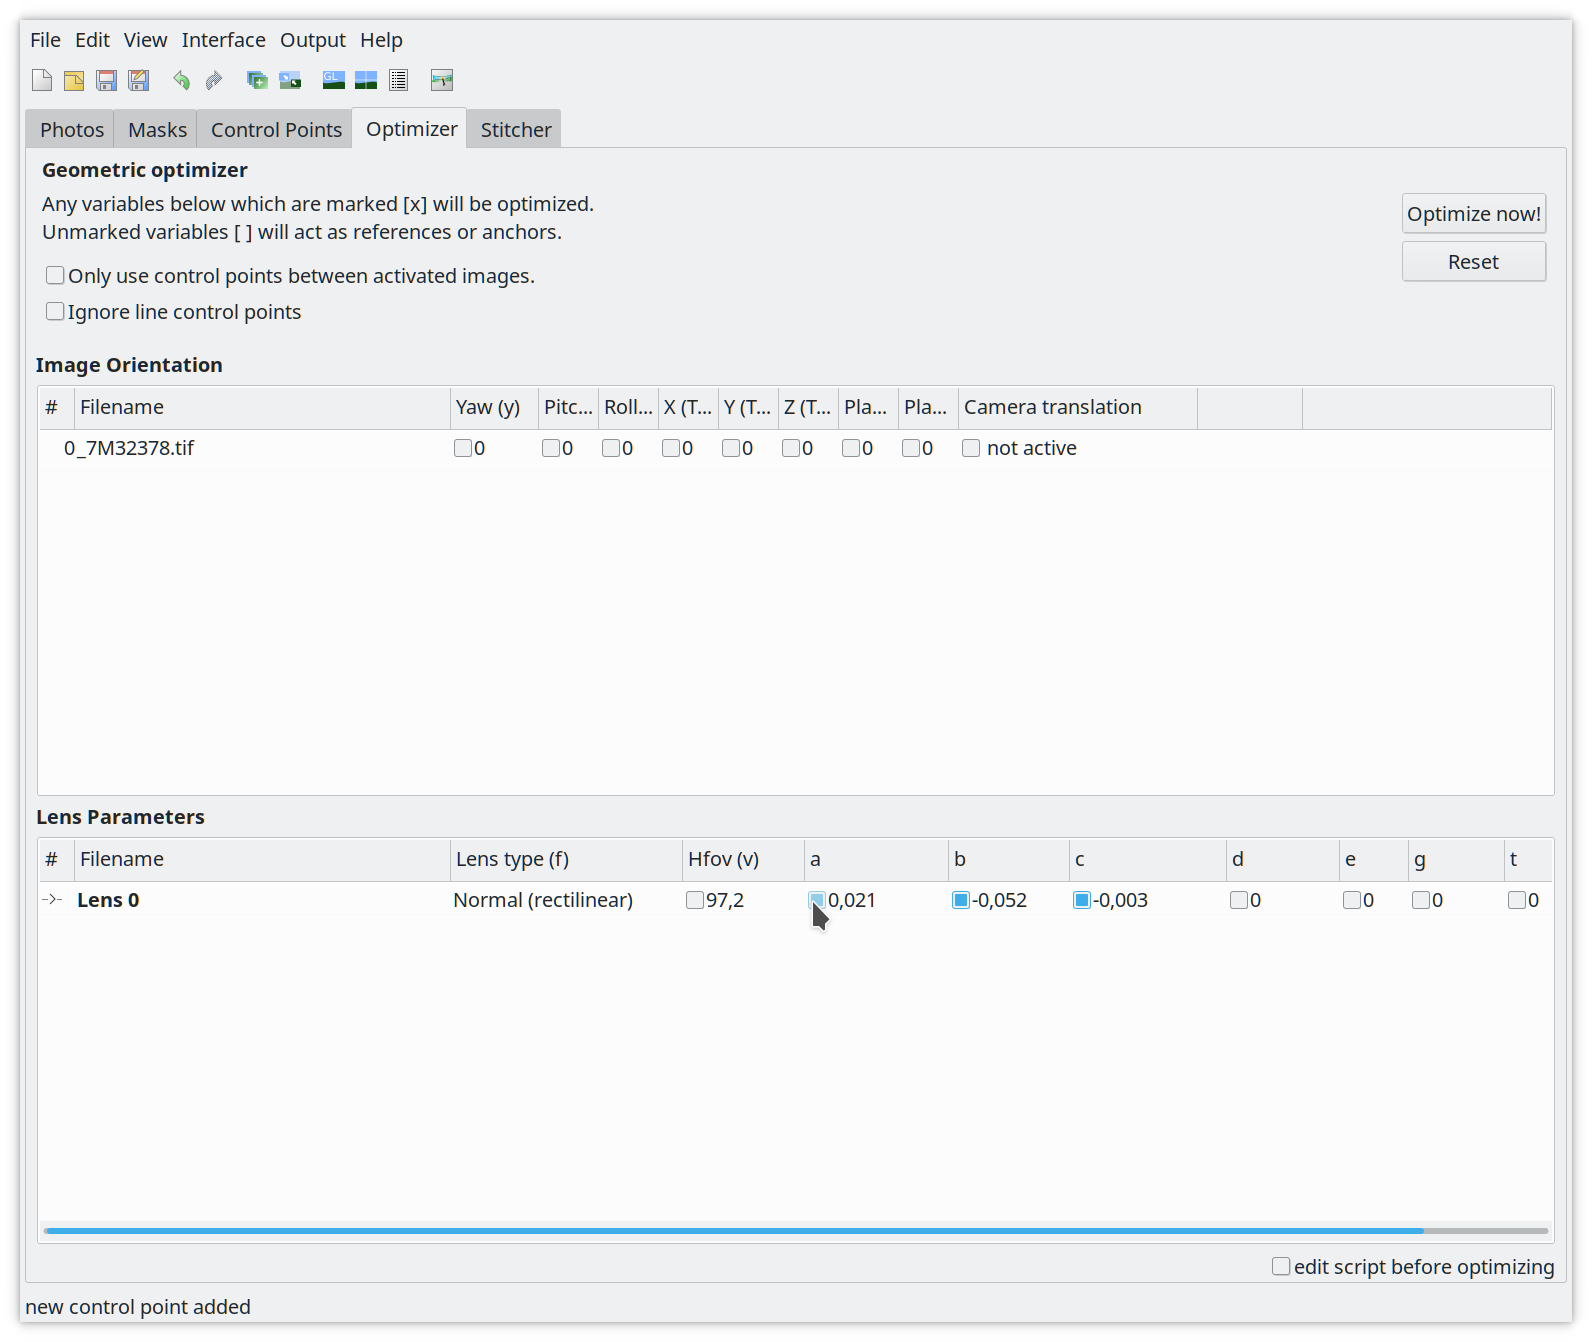 File Edit View Interface Output Help
GL
Photos Masks Control Points Optimizer Stitcher
Geometric optimizer
Any variables below which are marked [x] will be optimized.
Unmarked variables [ ] will act as references or anchors.
Optimize now!
Reset
Only use control points between activated images.
Ignore line control points
Image Orientation
# Filename Yaw (y) Pitc... Roll... X (T... Y (T... Z (T... Pla... Pla... Camera translation
0 _7M32378.tif 0 0 0 0 0 0 0 0 not active
Lens Parameters
# Filename Lens type (f) Hfov (v) a b c d e g t
Lens 0 Normal (rectilinear) 97,2 0,021 -0,052 -0,003 0 0 0 0
edit script before optimizing
new control point added